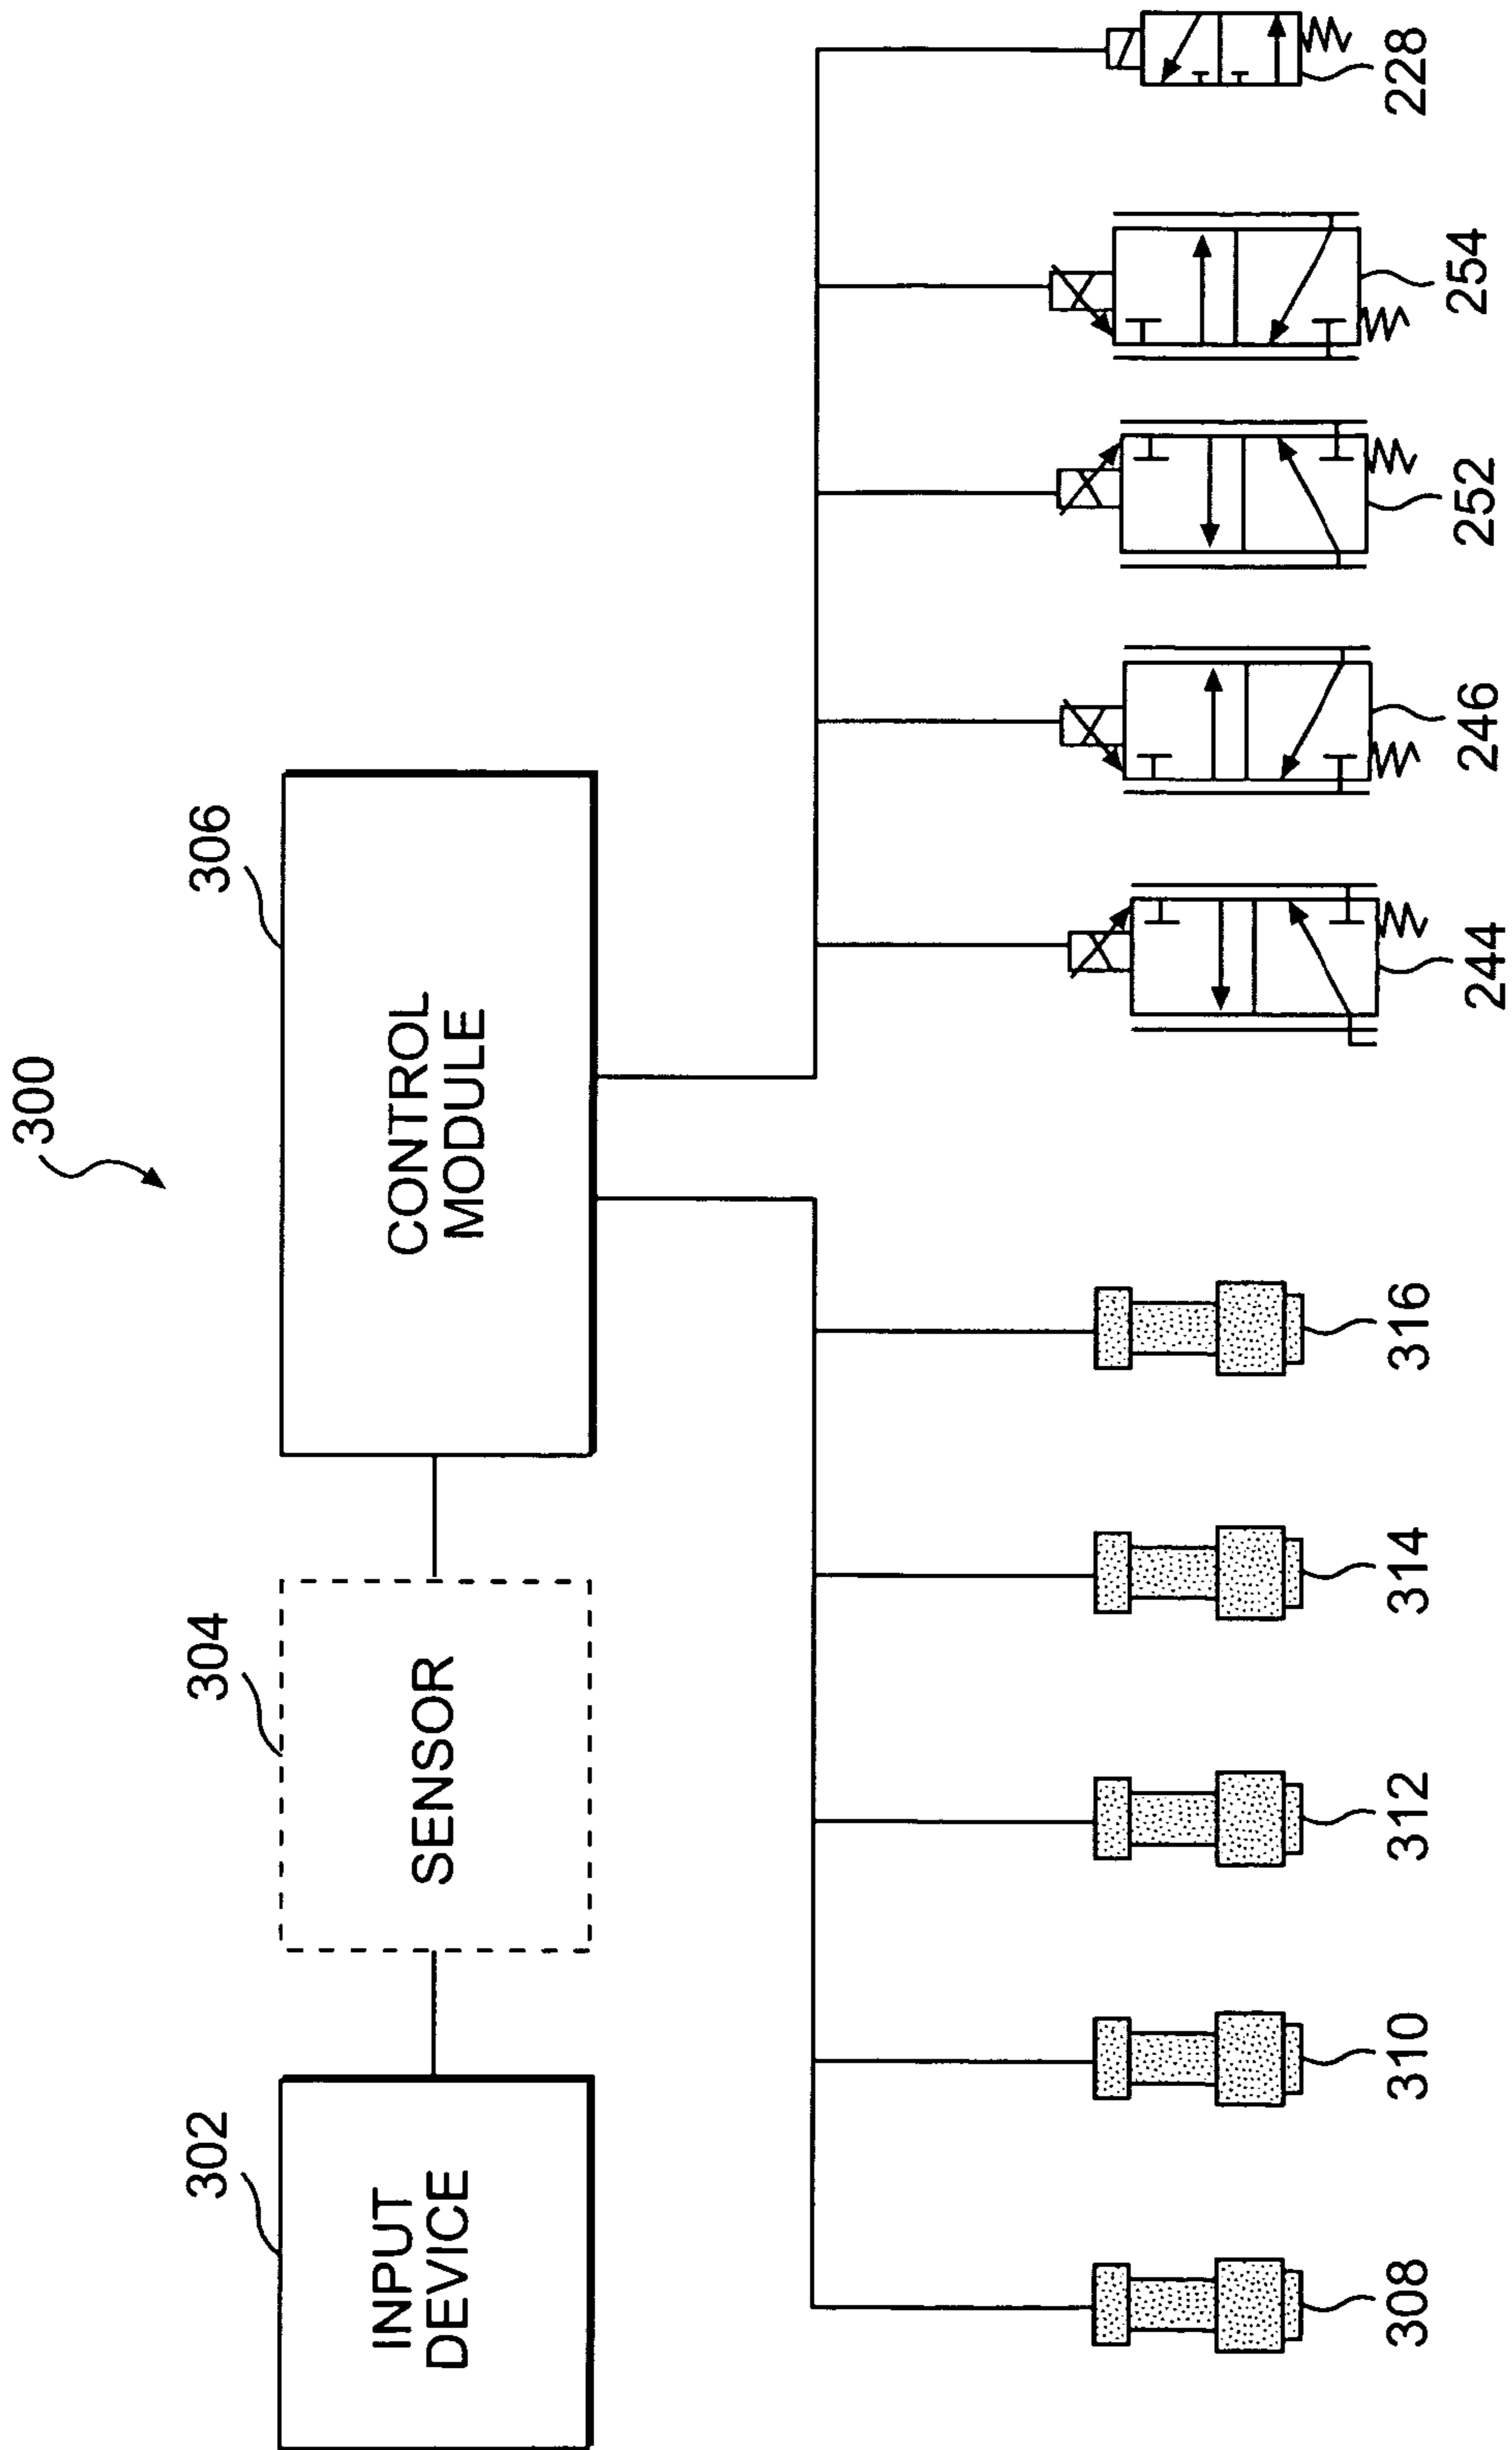 300
302
304
306
INPUT
DEVICE
SENSOR
CONTROL
MODULE
308
310
312
314
316
244
246
252
254
228